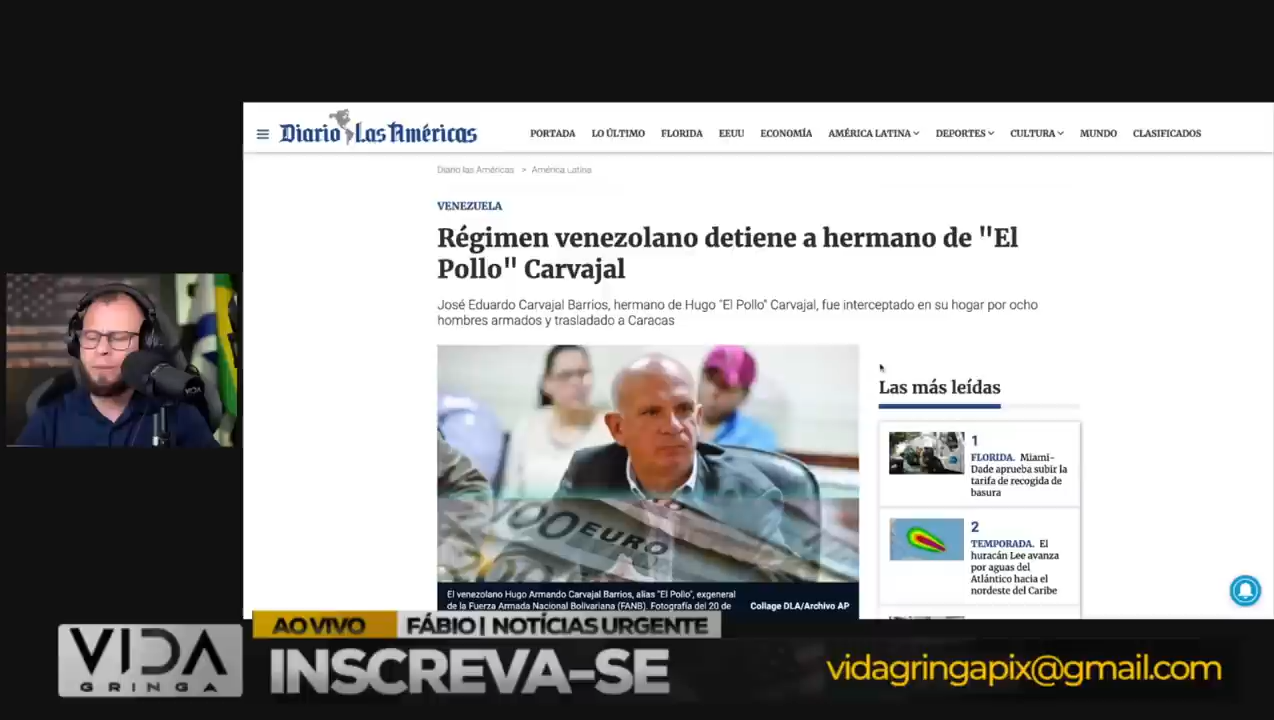 Diario Las Américas
PORTADA LO ÚLTIMO FLORIDA EEUU ECONOMÍA AMÉRICA LATINA DEPORTES CULTURA MUNDO CLASIFICADOS
Diario las Américas > América Latina
VENEZUELA
Régimen venezolano detiene a hermano de "El
Pollo" Carvajal
José Eduardo Carvajal Barrios, hermano de Hugo "El Pollo" Carvajal, fue interceptado en su hogar por ocho
hombres armados y trasladado a Caracas
100 EURO
El venezolano Hugo Armando Carvajal Barrios, alias "El Pollo", exgeneral
de la Fuerza Armada Nacional Bolivariana (FANB). Fotografía del 20 de
Collage DLA/Archivo AP
Las más leídas
1
FLORIDA. Miami-
Dade aprueba subir la
tarifa de recogida de
basura
2
TEMPORADA. El
huracán Lee avanza
por aguas del
Atlántico hacia el
nordeste del Caribe
AO VIVO FÁBIO | NOTÍCIAS URGENTE
VIDA
GRINGA
INSCREVA-SE
vidagringapix@gmail.com